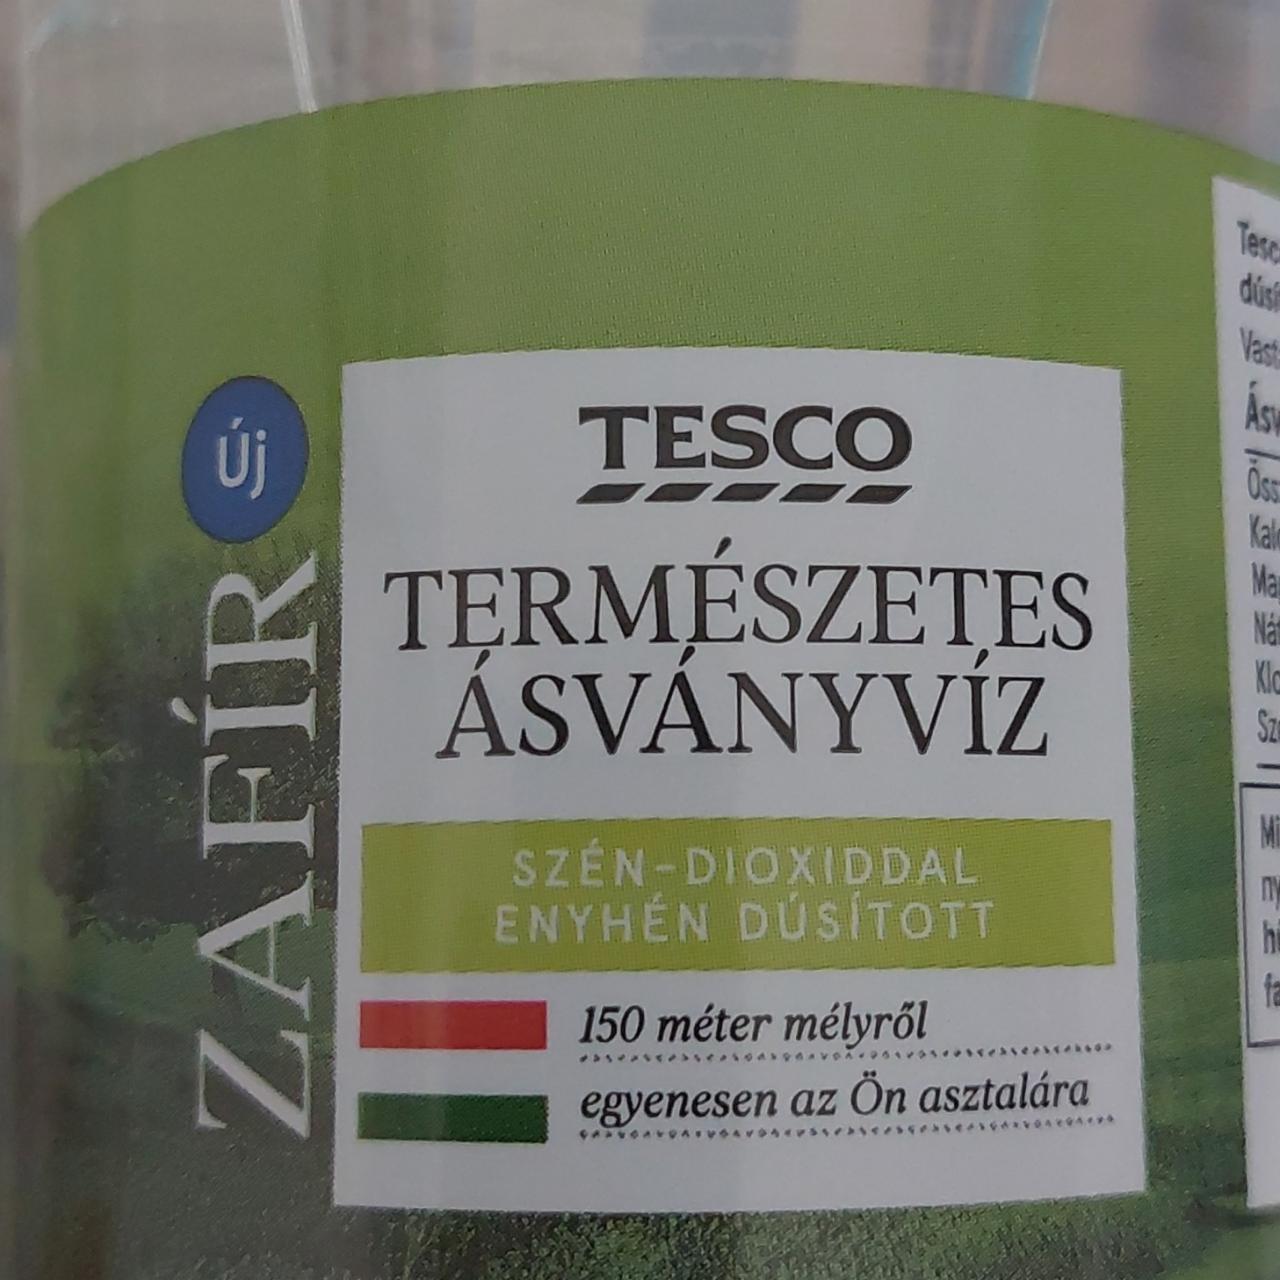 Új
ZAFÍR
TESCO
TERMÉSZETES
ÁSVÁNYVÍZ
SZÉN-DIOXIDDAL
ENYHÉN DÚSÍTOTT
150 méter mélyről
egyenesen az Ön asztalára